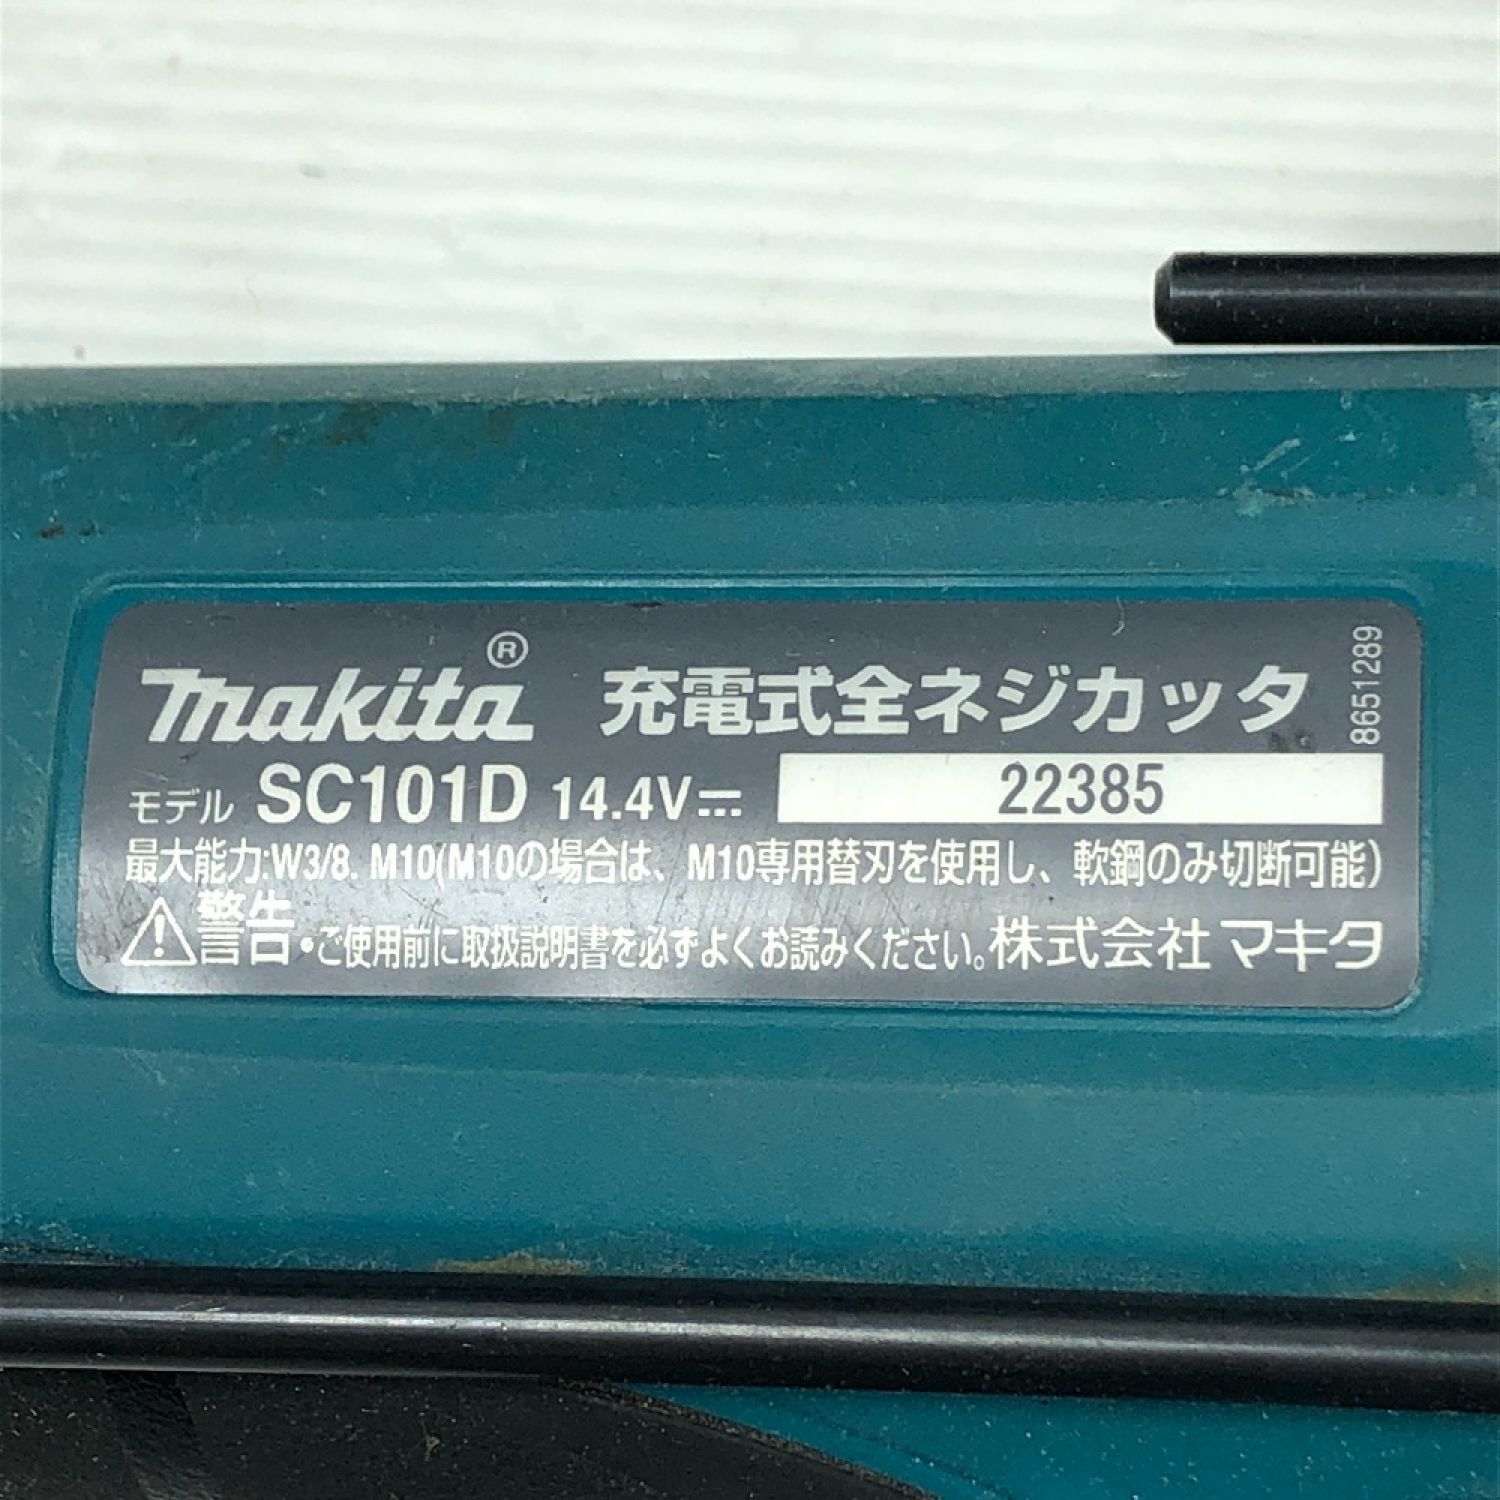 makita® 充電式全ネジカッタ
8651289
モデル SC101D 14.4V⎓ 22385
最大能力:W3/8. M10(M10の場合は、M10専用替刃を使用し、軟鋼のみ切断可能)
⚠警告・ご使用前に取扱説明書を必ずよくお読みください。株式会社マキタ